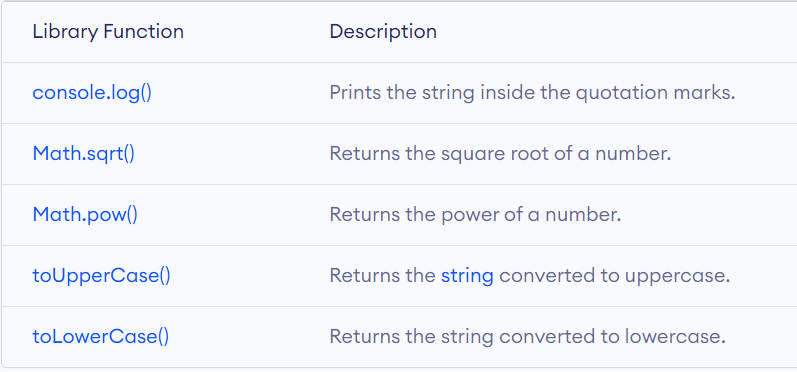 Library Function Description
console.log() Prints the string inside the quotation marks.
Math.sqrt() Returns the square root of a number.
Math.pow() Returns the power of a number.
toUpperCase() Returns the string converted to uppercase.
toLowerCase() Returns the string converted to lowercase.